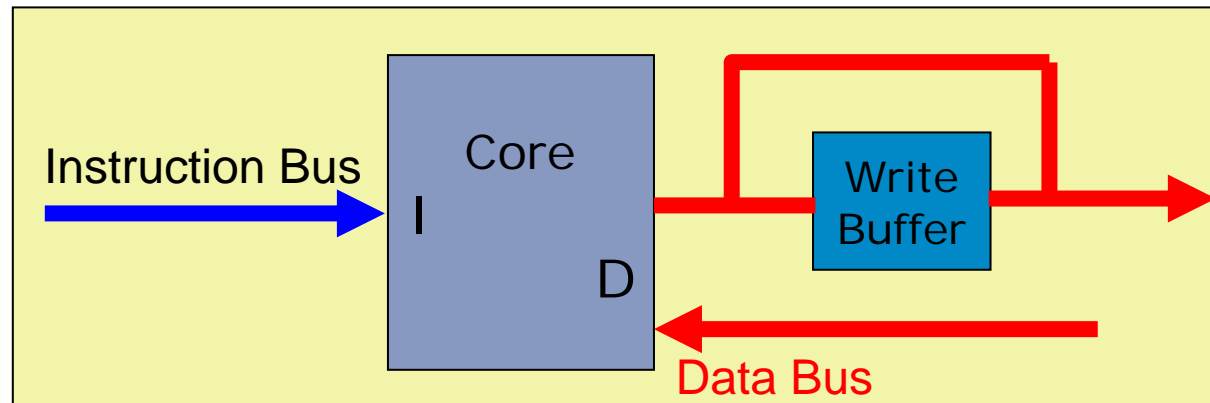 Instruction Bus
Core
I
D
Write
Buffer
Data Bus